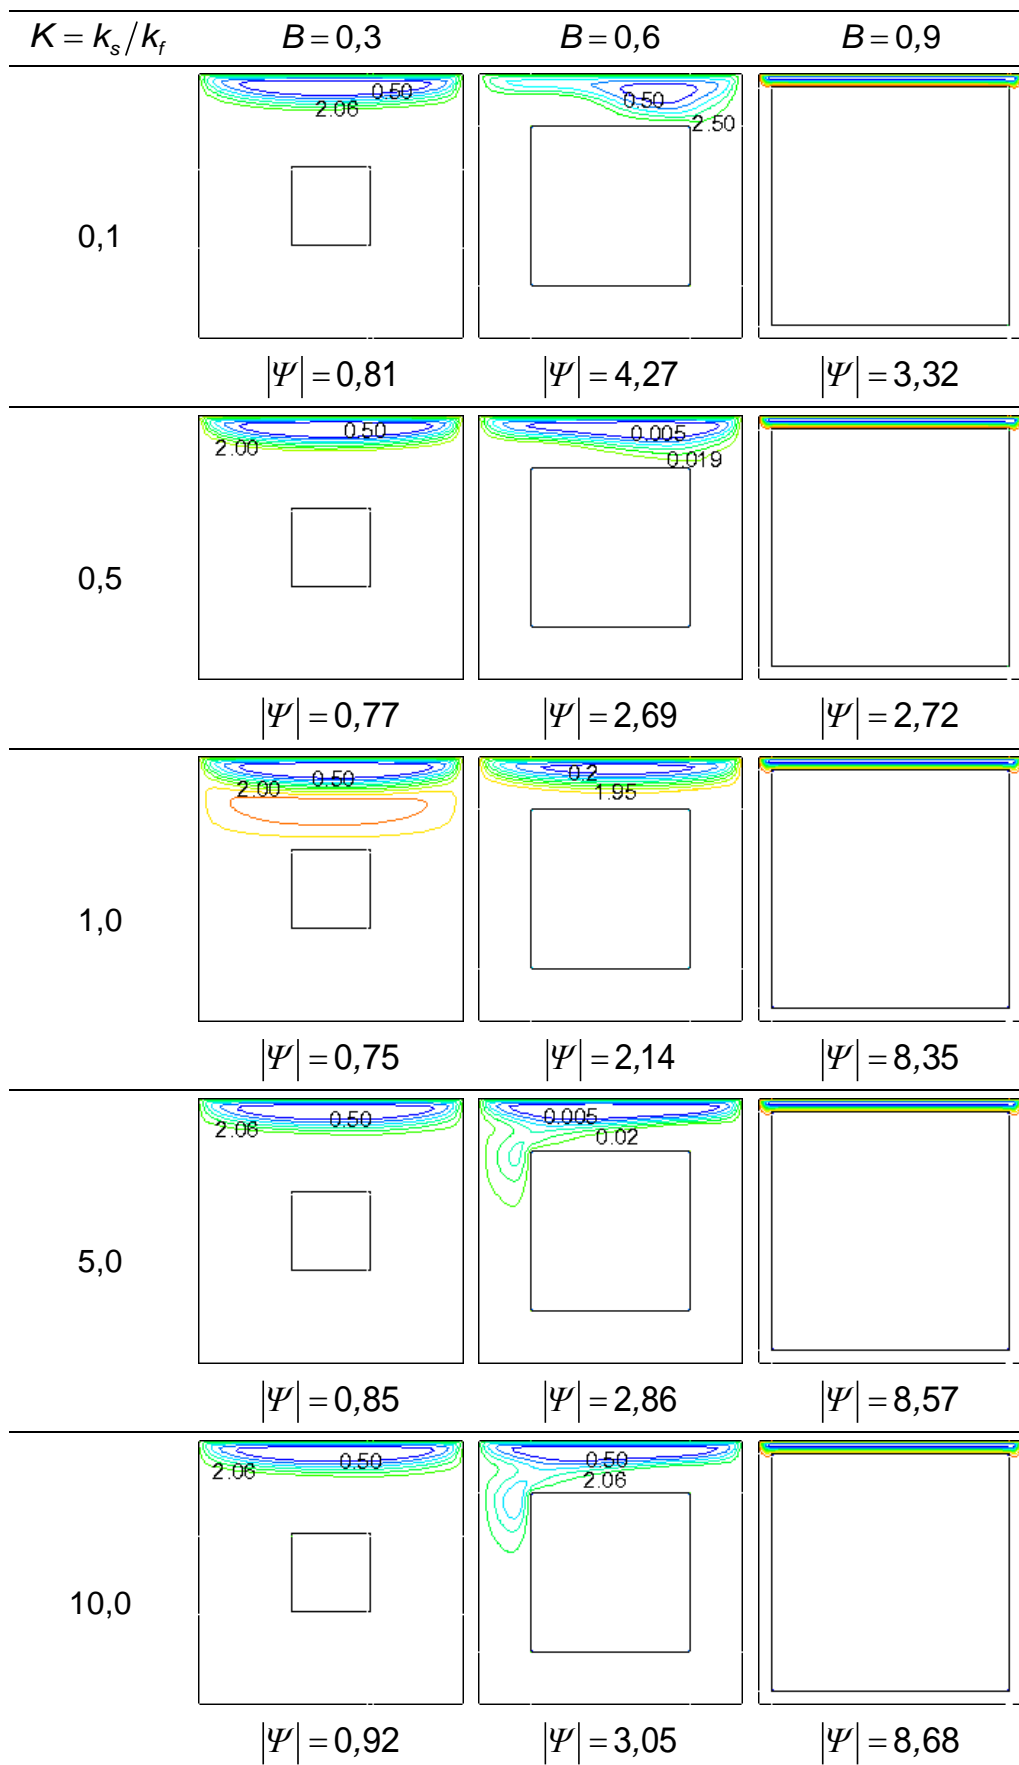 K = k_s/k_f B = 0,3 B = 0,6 B = 0,9
0.50 0.50
2.06 2.50
0,1
|Ψ| = 0,81 |Ψ| = 4,27 |Ψ| = 3,32
0.50 0.005
2.00 0.019
0,5
|Ψ| = 0,77 |Ψ| = 2,69 |Ψ| = 2,72
0.50 0.2
2.00 1.95
1,0
|Ψ| = 0,75 |Ψ| = 2,14 |Ψ| = 8,35
0.50 0.005
2.06 0.02
5,0
|Ψ| = 0,85 |Ψ| = 2,86 |Ψ| = 8,57
0.50 0.50
2.06 2.06
10,0
|Ψ| = 0,92 |Ψ| = 3,05 |Ψ| = 8,68